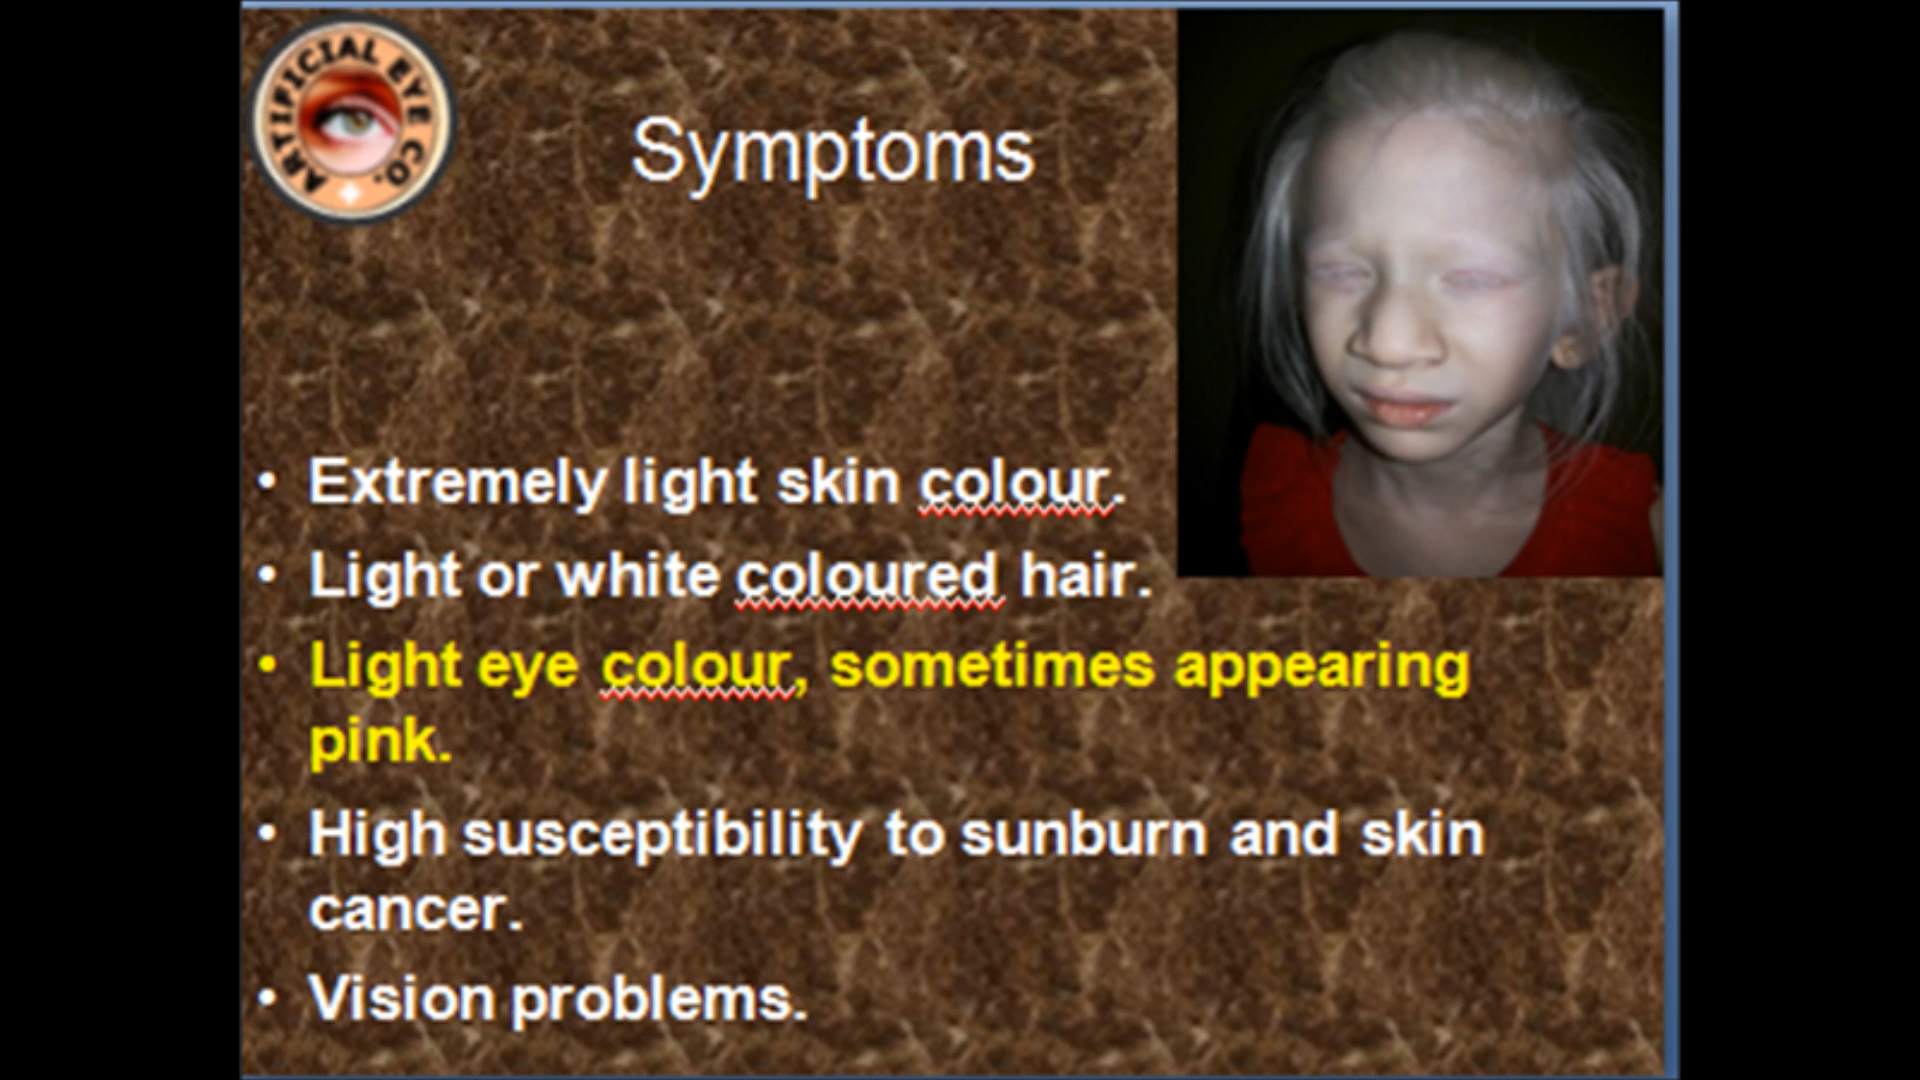 ARTIFICIAL EYE CO.
Symptoms
• Extremely light skin colour.
• Light or white coloured hair.
• Light eye colour, sometimes appearing
pink.
• High susceptibility to sunburn and skin
cancer.
• Vision problems.